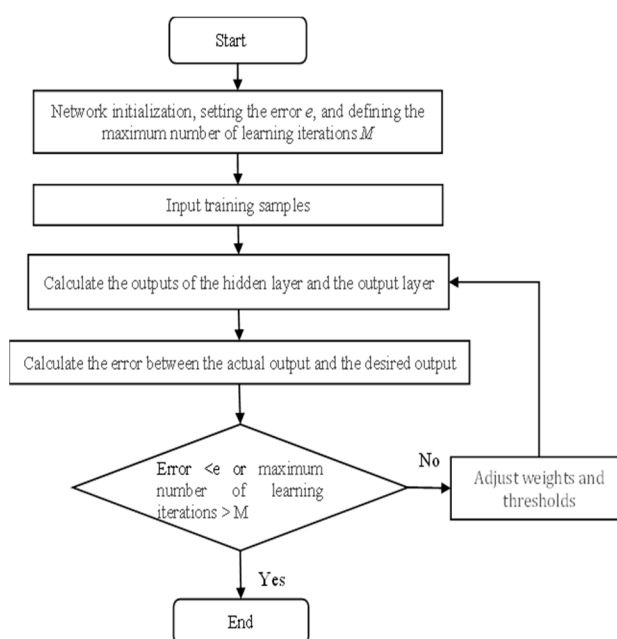 Start
Network initialization, setting the error e, and defining the
maximum number of learning iterations M
Input training samples
Calculate the outputs of the hidden layer and the output layer
Calculate the error between the actual output and the desired output
Error <e or maximum
number of learning
iterations > M
No
Adjust weights and
thresholds
Yes
End